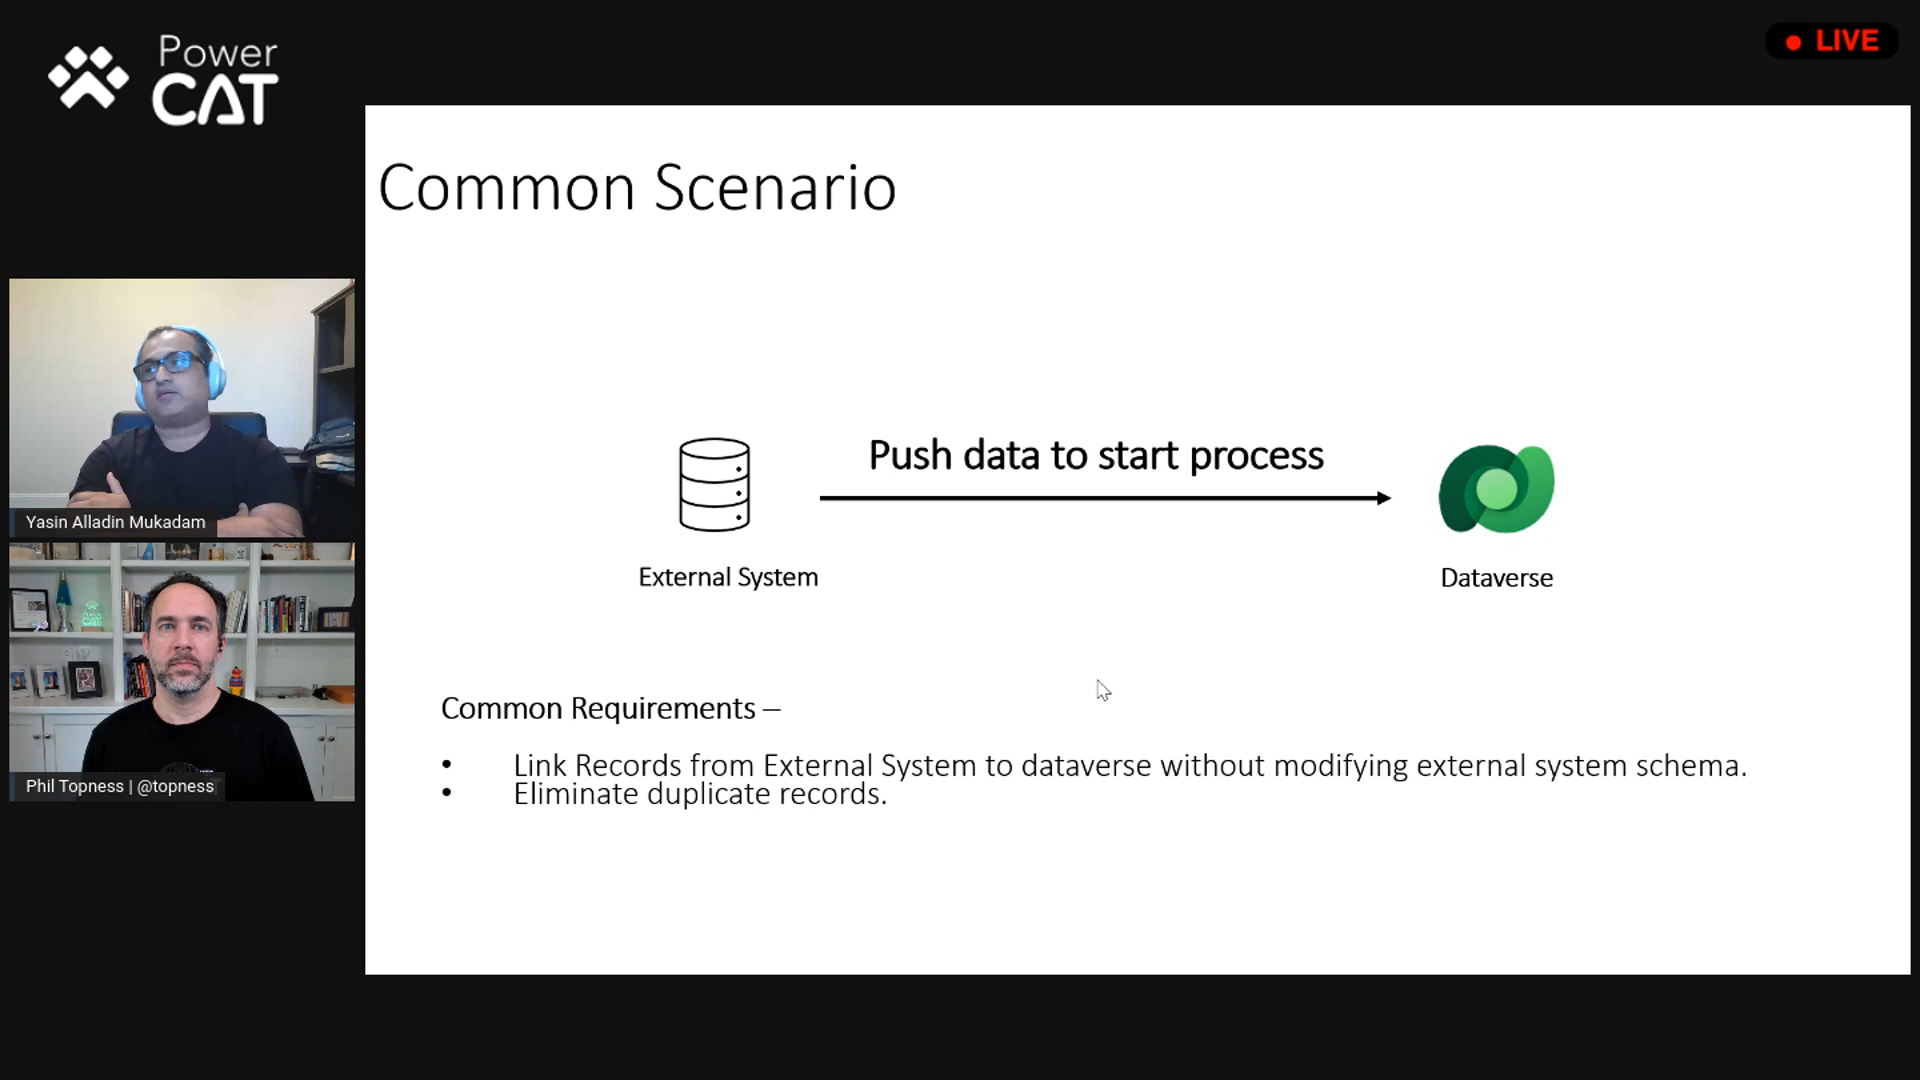 Power
CAT
LIVE
Common Scenario
Push data to start process
External System
Dataverse
Common Requirements –
• Link Records from External System to dataverse without modifying external system schema.
• Eliminate duplicate records.
Yasin Alladin Mukadam
Phil Topness | @topness